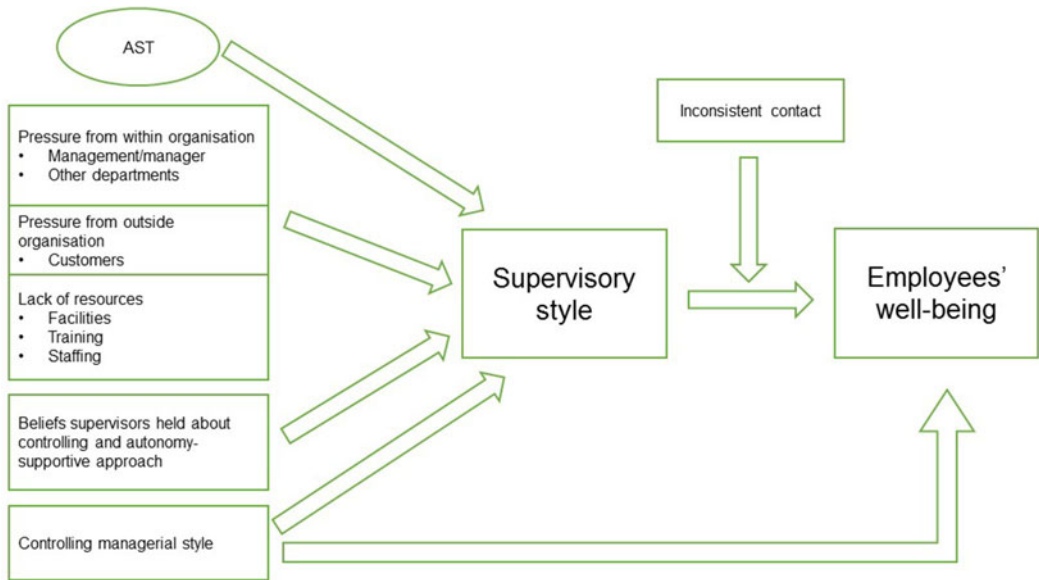 AST
Pressure from within organisation
• Management/manager
• Other departments
Pressure from outside
organisation
• Customers
Lack of resources
• Facilities
• Training
• Staffing
Beliefs supervisors held about
controlling and autonomy-
supportive approach
Controlling managerial style
Supervisory
style
Inconsistent contact
Employees’
well-being